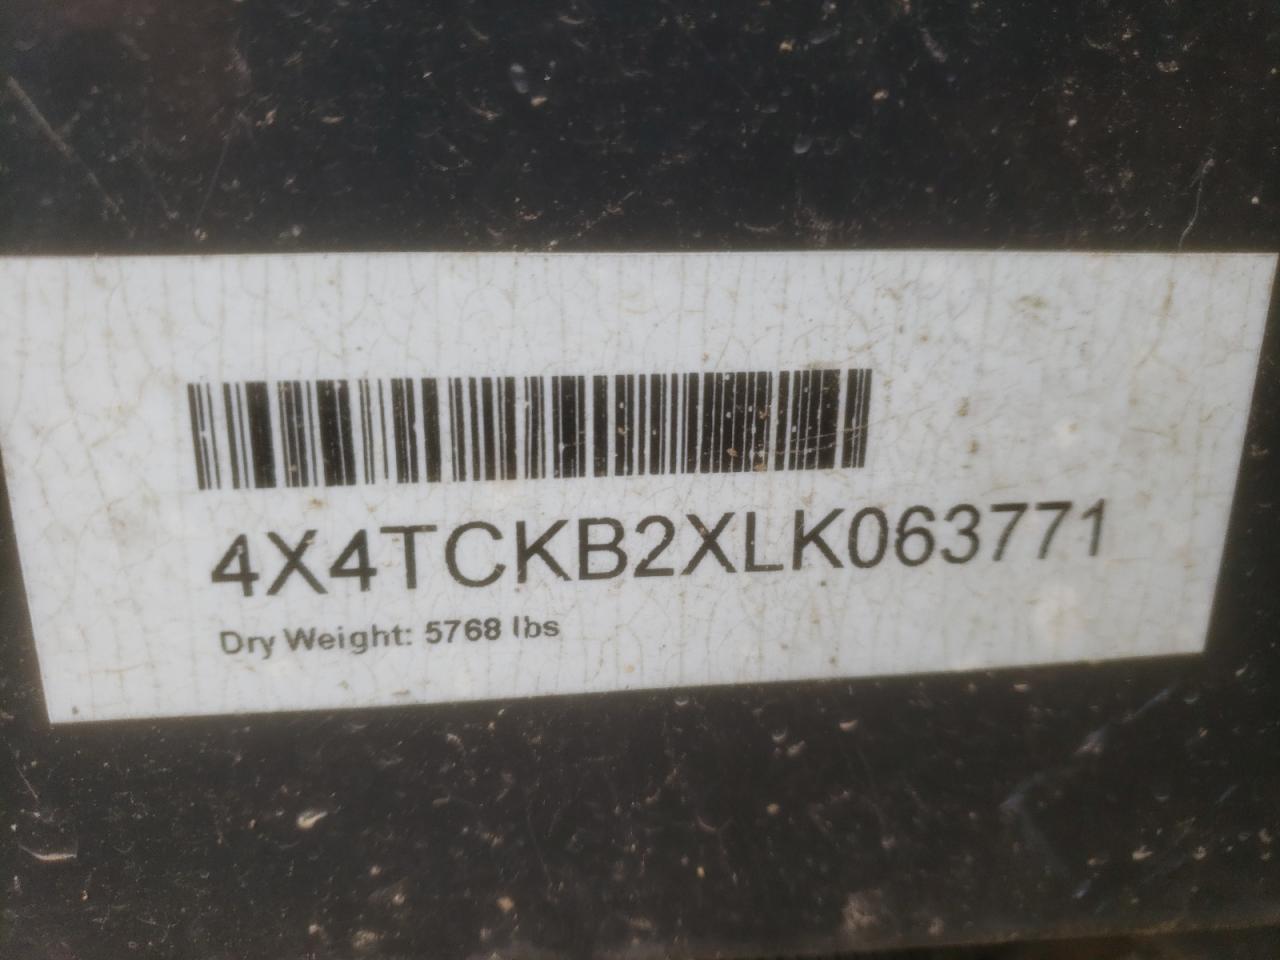 4X4TCKB2XLK063771
Dry Weight: 5768 lbs